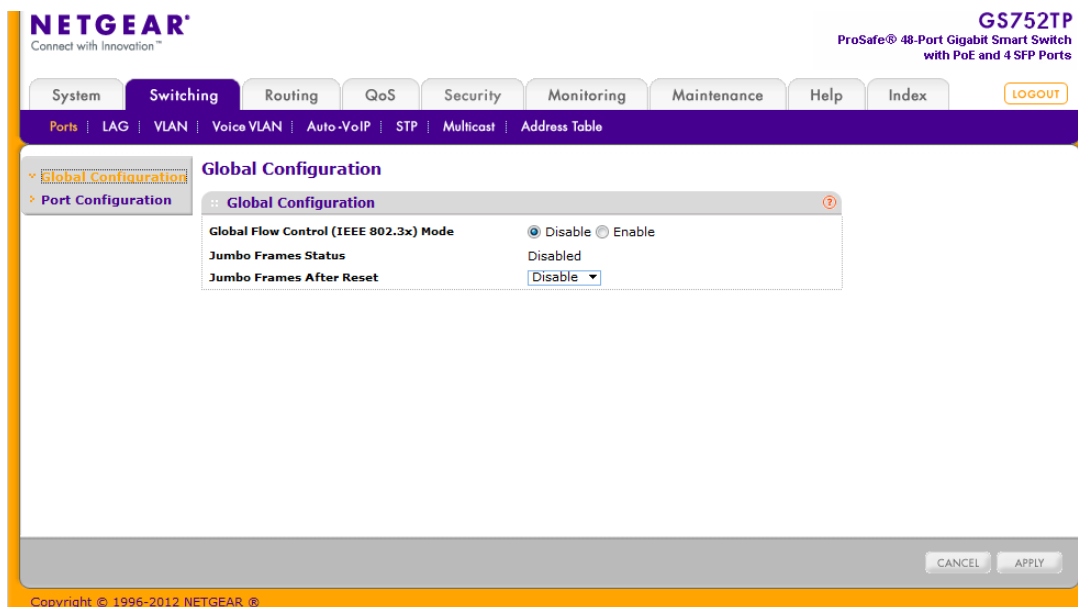 NETGEAR®
Connect with Innovation™
GS752TP
ProSafe® 48-Port Gigabit Smart Switch
with PoE and 4 SFP Ports
System Switching Routing QoS Security Monitoring Maintenance Help Index LOGOUT
Ports LAG VLAN Voice VLAN Auto-VoIP STP Multicast Address Table
Global Configuration
Port Configuration
Global Configuration
Global Configuration ?
Global Flow Control (IEEE 802.3x) Mode Disable Enable
Jumbo Frames Status Disabled
Jumbo Frames After Reset Disable
CANCEL APPLY
Copyright © 1996-2012 NETGEAR ®